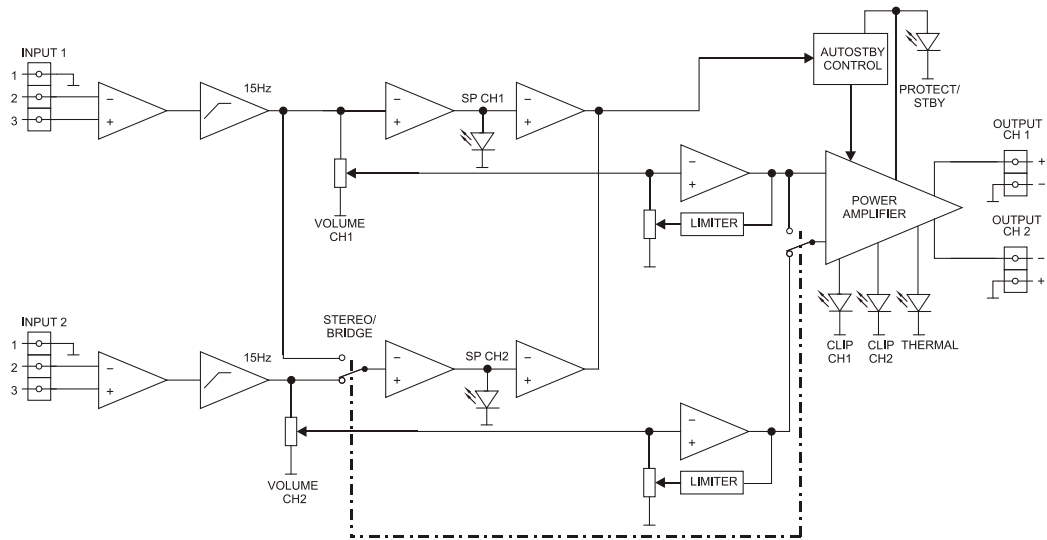 INPUT 1
1
2
3
−
+
15Hz
−
+
SP CH1
−
+
AUTOSTBY
CONTROL
PROTECT/
STBY
VOLUME
CH1
−
+
LIMITER
POWER
AMPLIFIER
OUTPUT
CH 1
+
−
OUTPUT
CH 2
−
+
CLIP
CH1
CLIP
CH2
THERMAL
INPUT 2
1
2
3
−
+
15Hz
STEREO/
BRIDGE
−
+
SP CH2
−
+
VOLUME
CH2
−
+
LIMITER